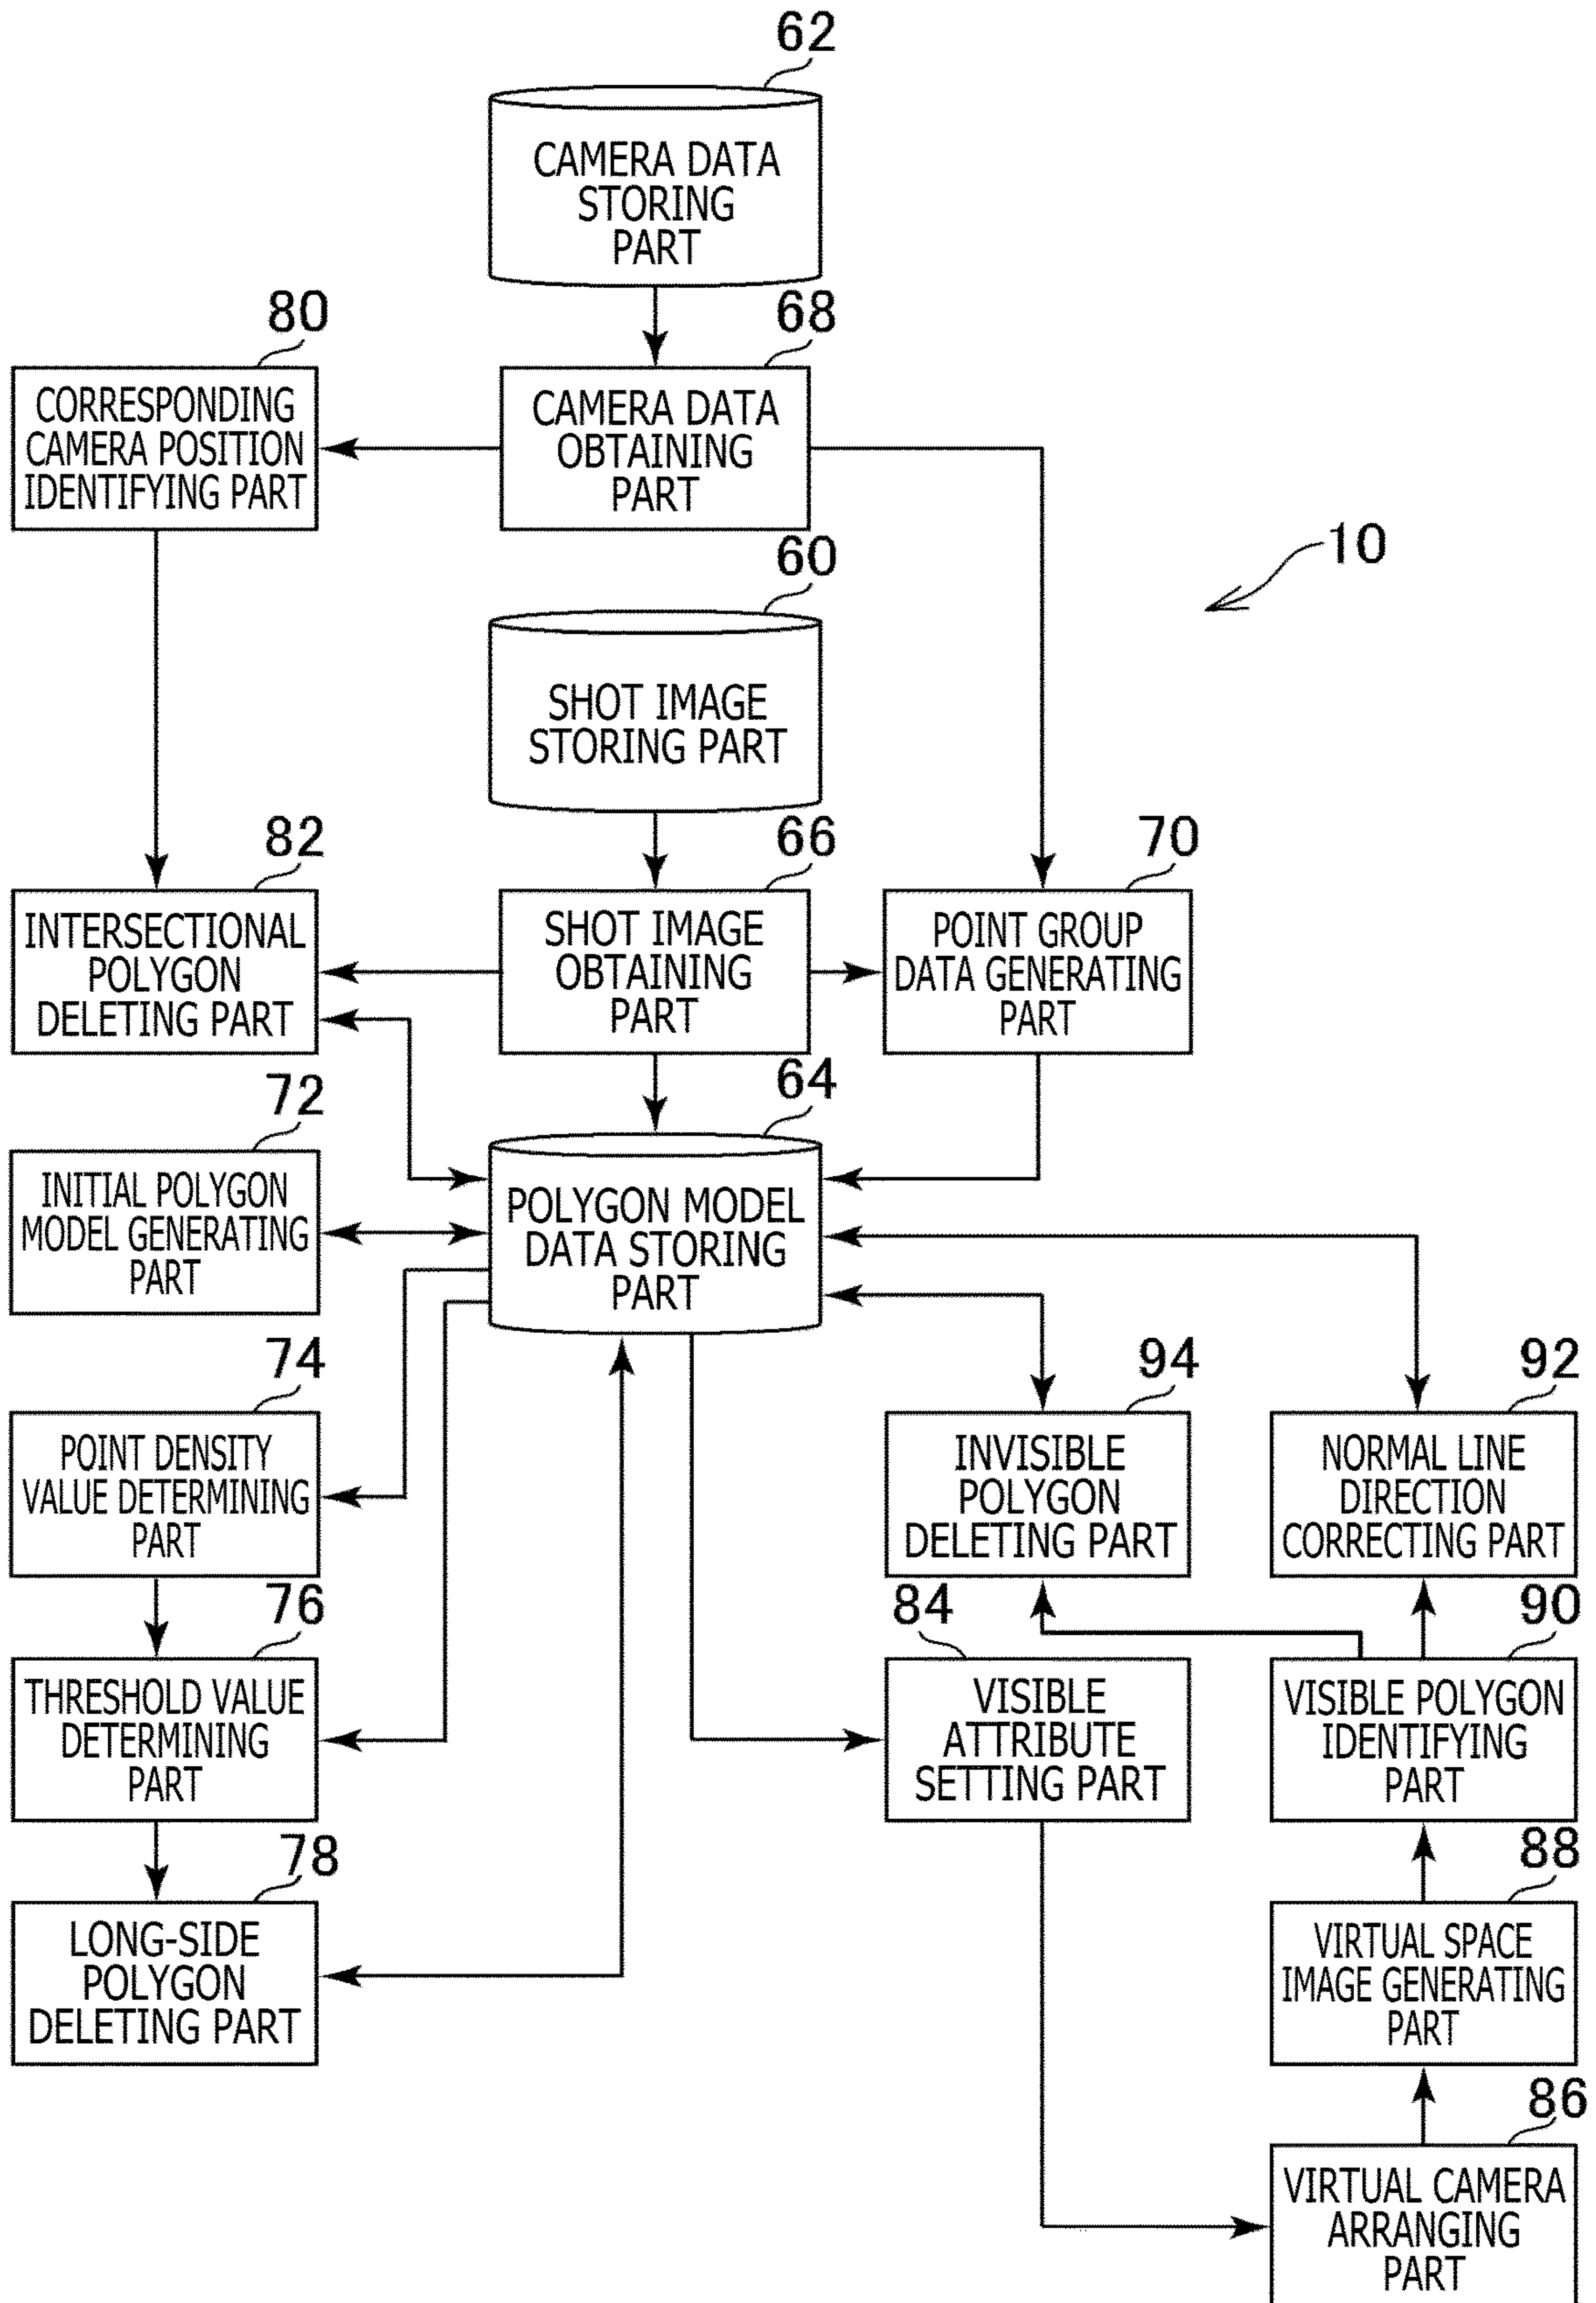 62
CAMERA DATA
STORING
PART
80
CORRESPONDING
CAMERA POSITION
IDENTIFYING PART
68
CAMERA DATA
OBTAINING
PART
10
60
SHOT IMAGE
STORING PART
82
INTERSECTIONAL
POLYGON
DELETING PART
66
SHOT IMAGE
OBTAINING
PART
70
POINT GROUP
DATA GENERATING
PART
72
INITIAL POLYGON
MODEL GENERATING
PART
64
POLYGON MODEL
DATA STORING
PART
74
POINT DENSITY
VALUE DETERMINING
PART
94
INVISIBLE
POLYGON
DELETING PART
92
NORMAL LINE
DIRECTION
CORRECTING PART
76
THRESHOLD VALUE
DETERMINING
PART
84
VISIBLE
ATTRIBUTE
SETTING PART
90
VISIBLE POLYGON
IDENTIFYING
PART
78
LONG-SIDE
POLYGON
DELETING PART
88
VIRTUAL SPACE
IMAGE GENERATING
PART
86
VIRTUAL CAMERA
ARRANGING
PART